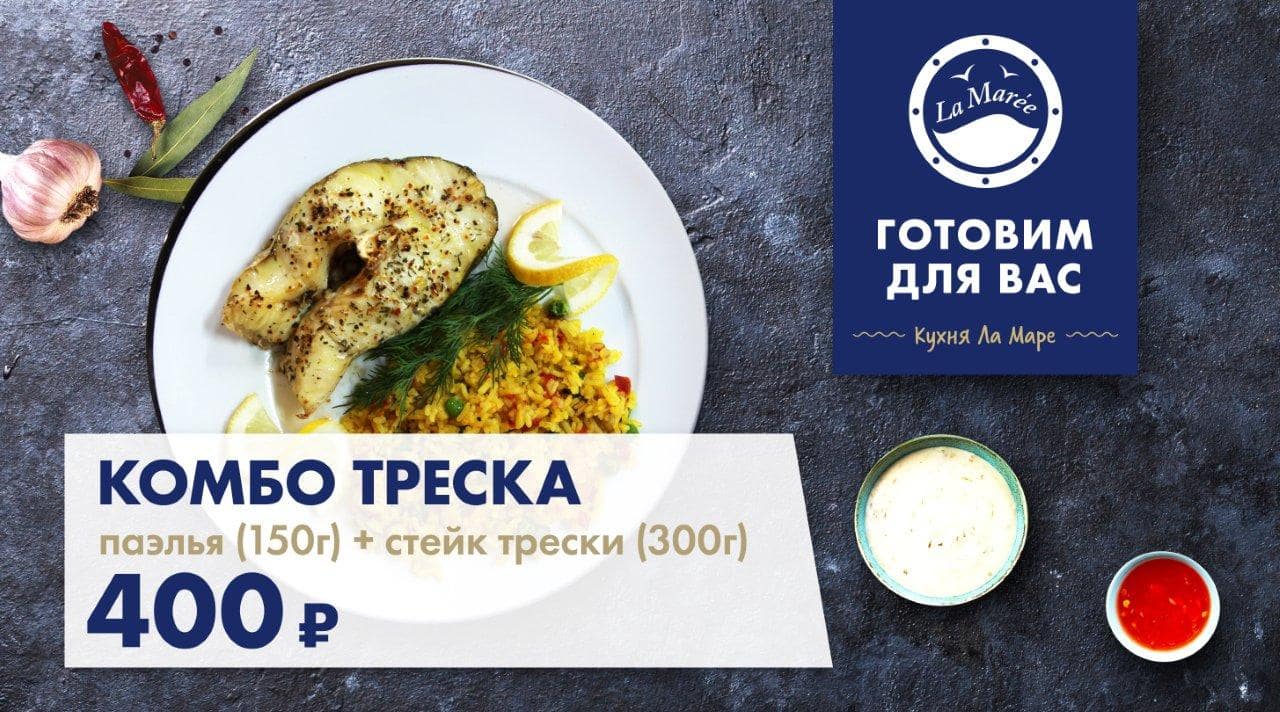 La Marée
ГОТОВИМ
ДЛЯ ВАС
Кухня Ла Маре
КОМБО ТРЕСКА
паэлья (150г) + стейк трески (300г)
400 ₽